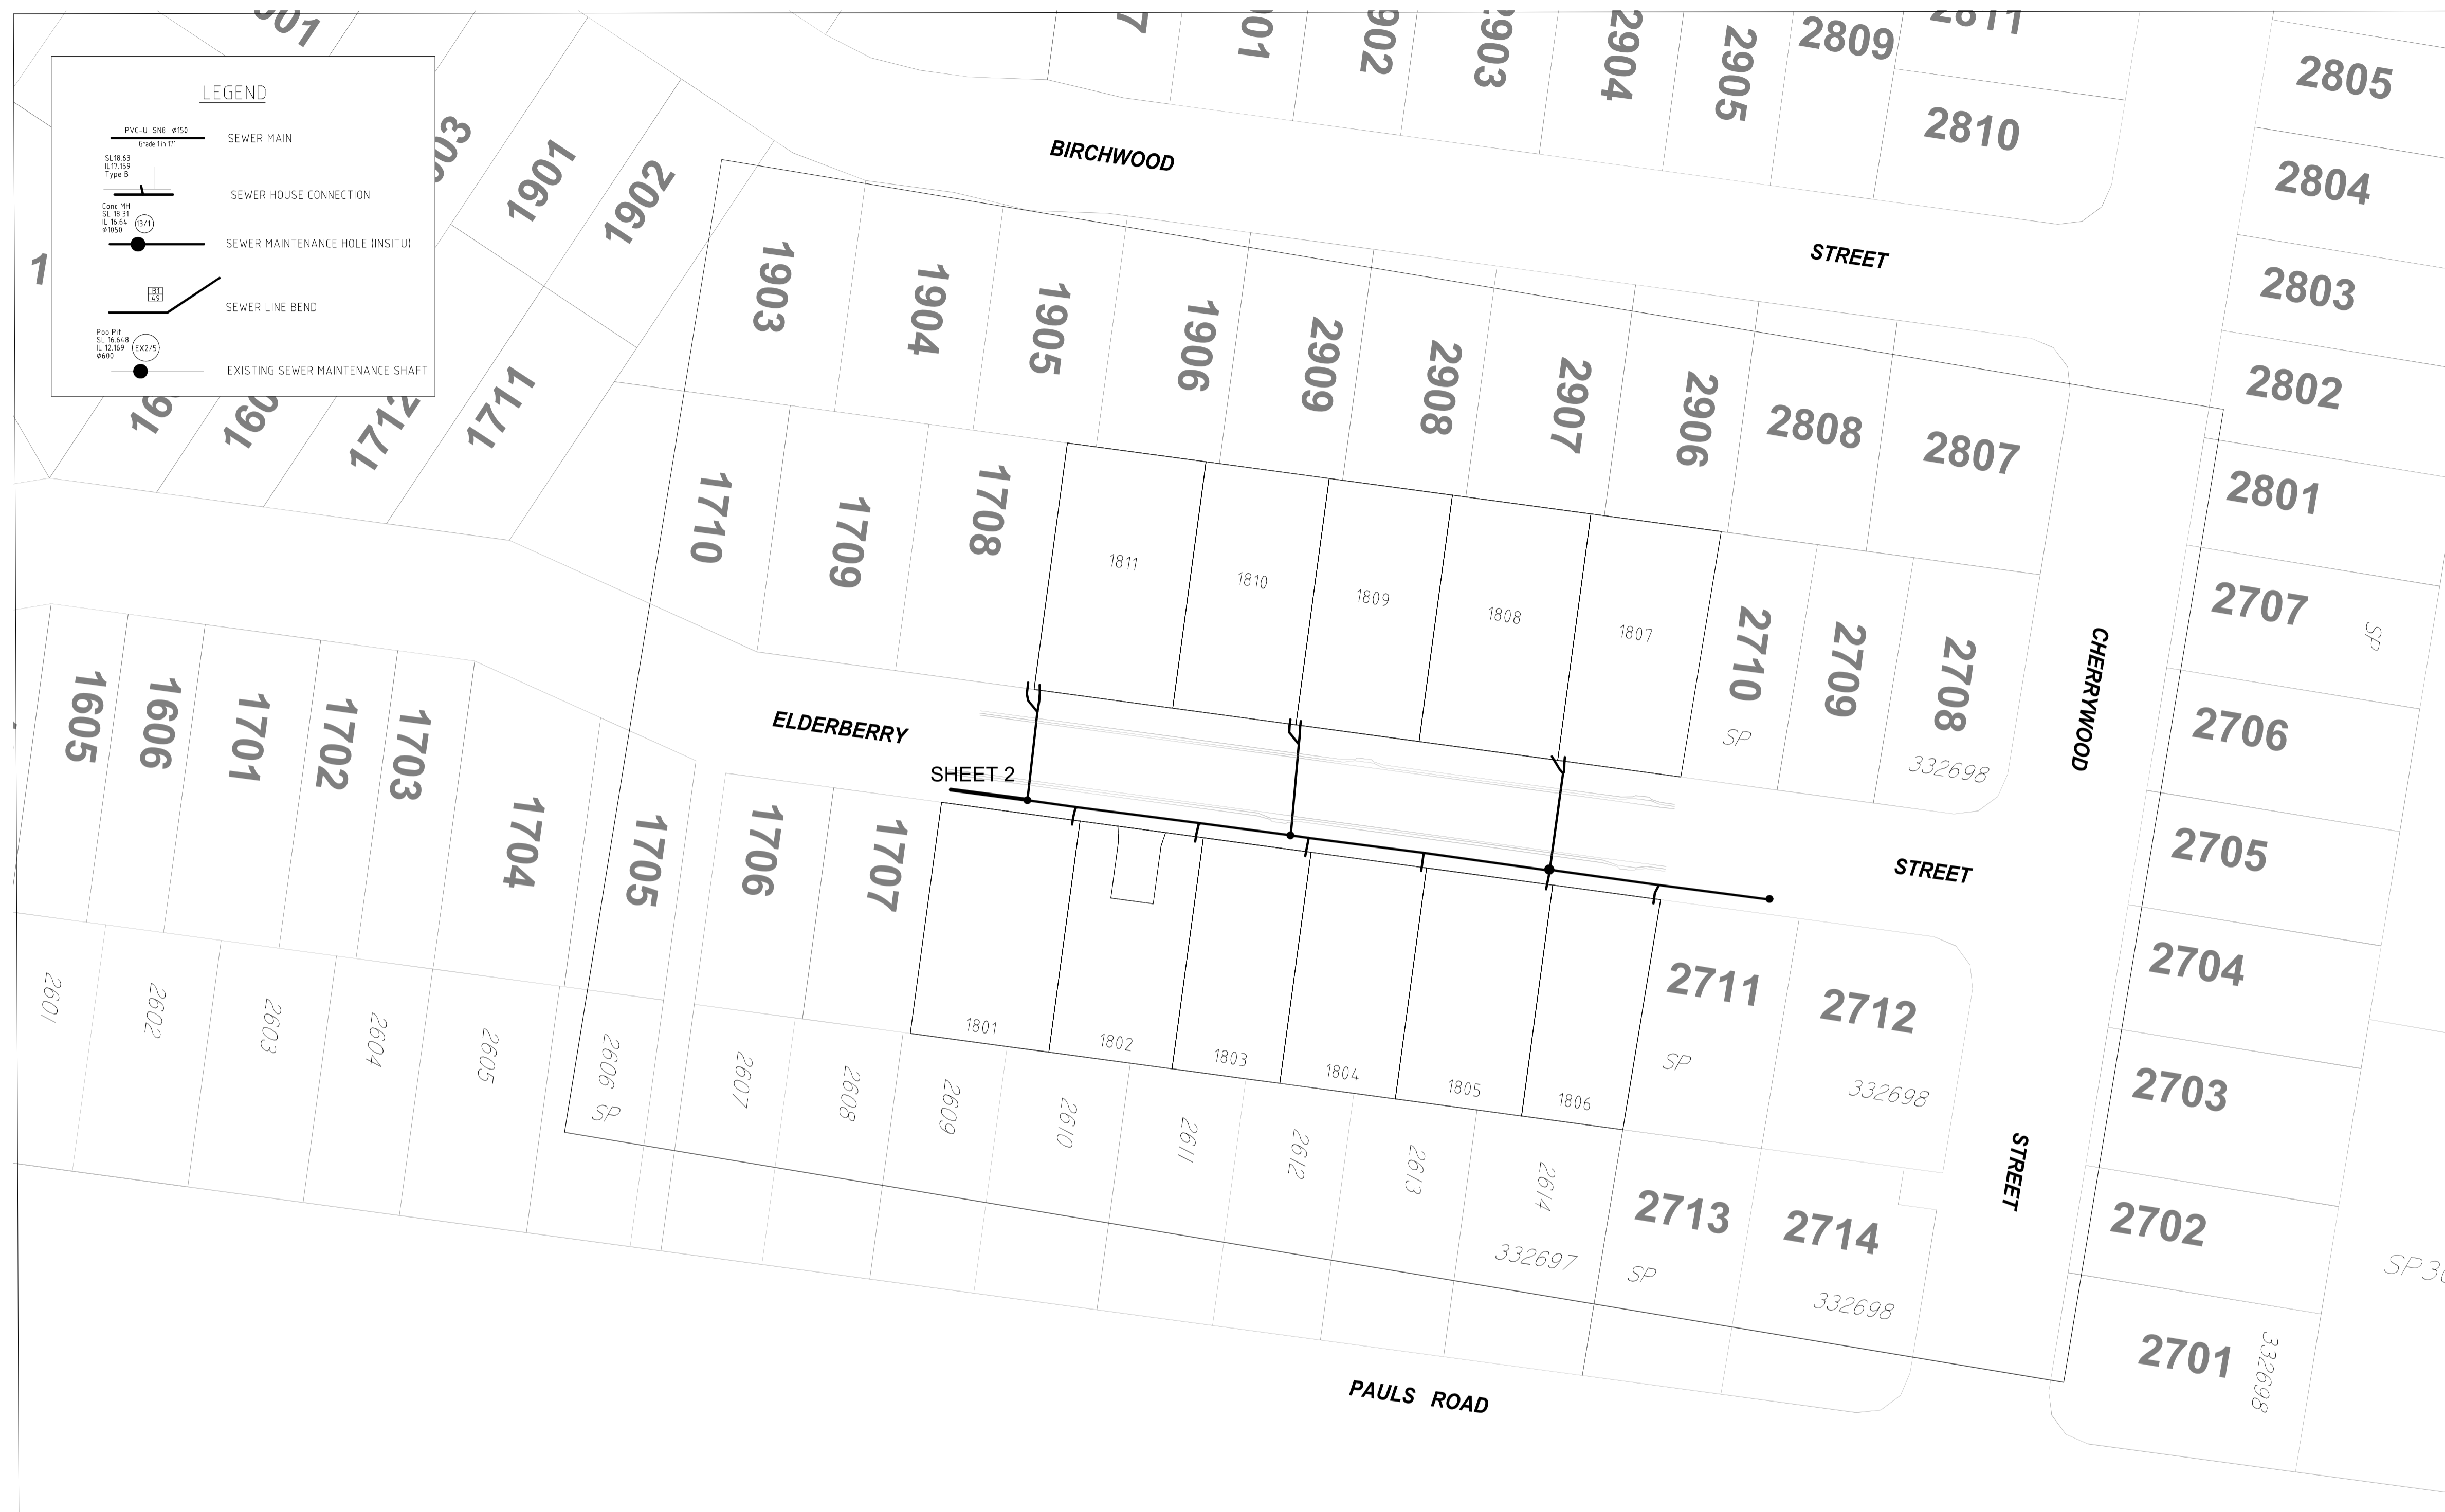 LEGEND
PVC-U SN8 Ø150
Grade 1 in 171
SEWER MAIN
SL18.63
IL17.159
Type B
SEWER HOUSE CONNECTION
Conc MH
SL 18.31
IL 16.64
Ø1050
13/1
SEWER MAINTENANCE HOLE (INSITU)
B1
49
SEWER LINE BEND
Poo Pit
SL 16.648
IL 12.169
Ø600
EX2/5
EXISTING SEWER MAINTENANCE SHAFT
1901
1902
1711
1712
BIRCHWOOD
STREET
2902
2903
2904
2905
2809
2811
2810
2805
2804
2803
2802
2801
2707
SP
2706
2705
2704
2703
2702
2701
332698
1903
1904
1905
1906
2909
2908
2907
2906
2808
2807
1710
1709
1708
1811
1810
1809
1808
1807
2710
SP
2709
2708
332698
CHERRYWOOD
STREET
1605
1606
1701
1702
1703
1704
1705
1706
1707
ELDERBERRY
STREET
SHEET 2
1801
1802
1803
1804
1805
1806
2711
SP
2712
332698
2601
2602
2603
2604
2605
2606
SP
2607
2608
2609
2610
2611
2612
2613
2614
332697
2713
SP
2714
332698
PAULS ROAD